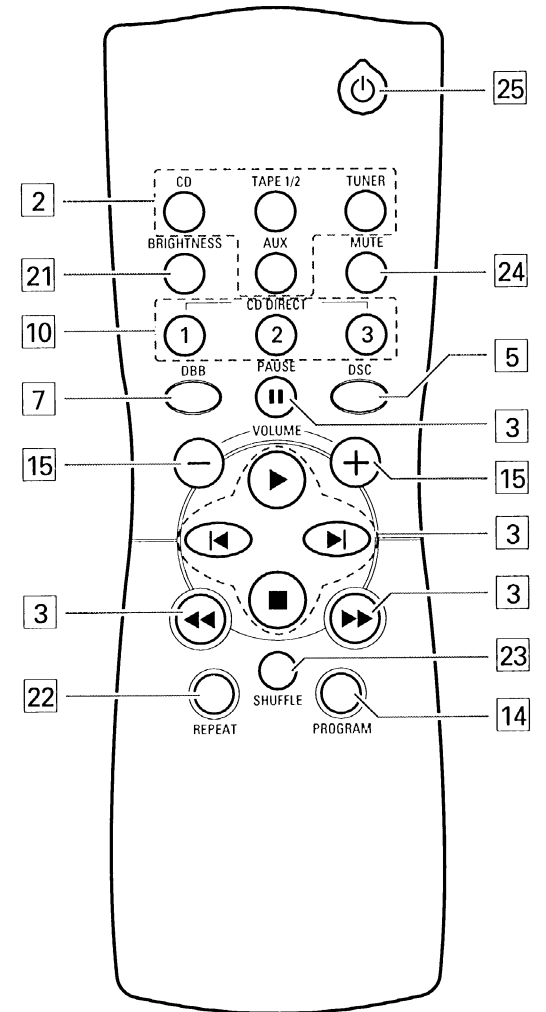 25
CD TAPE 1/2 TUNER
2
BRIGHTNESS AUX MUTE
21 24
CD DIRECT
10 1 2 3
DBB PAUSE DSC 5
7 3
VOLUME
15 − + 15
3
3 3
23
22 SHUFFLE 14
REPEAT PROGRAM